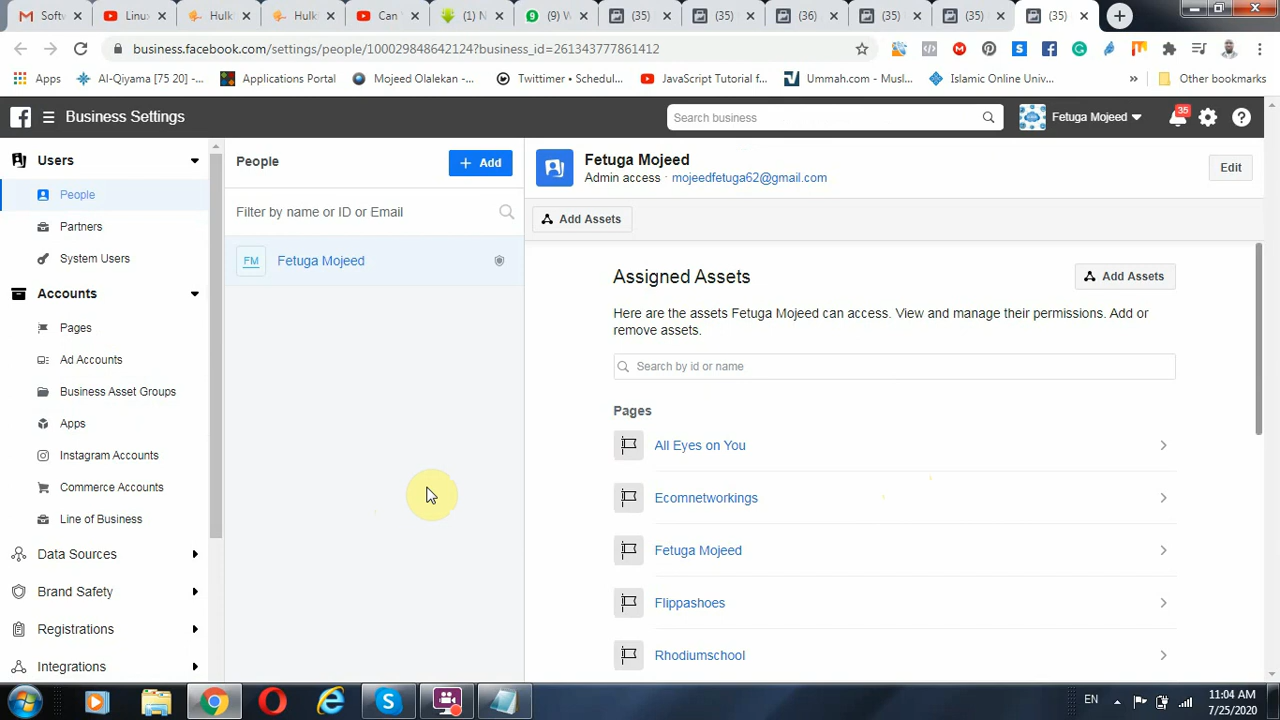 Softw
Linux
Hulk
Hulk
Can
1
(9)
(35)
(35)
(36)
(35)
(35)
(35)
business.facebook.com/settings/people/100029848642124?business_id=261343777861412
Apps
Al-Qiyama [75 20] -...
Applications Portal
Mojeed Olalekan -...
Twittimer • Schedul...
JavaScript Tutorial f...
Ummah.com - Musl...
Islamic Online Univ...
»
Other bookmarks
Business Settings
Search business
Fetuga Mojeed
35
Users
People
Partners
System Users
Accounts
Pages
Ad Accounts
Business Asset Groups
Apps
Instagram Accounts
Commerce Accounts
Line of Business
Data Sources
Brand Safety
Registrations
Integrations
People
+ Add
Filter by name or ID or Email
FM
Fetuga Mojeed
Fetuga Mojeed
Admin access · mojeedfetuga62@gmail.com
Edit
Add Assets
Assigned Assets
Add Assets
Here are the assets Fetuga Mojeed can access. View and manage their permissions. Add or
remove assets.
Search by id or name
Pages
All Eyes on You
Ecomnetworkings
Fetuga Mojeed
Flippashoes
Rhodiumschool
EN
11:04 AM
7/25/2020